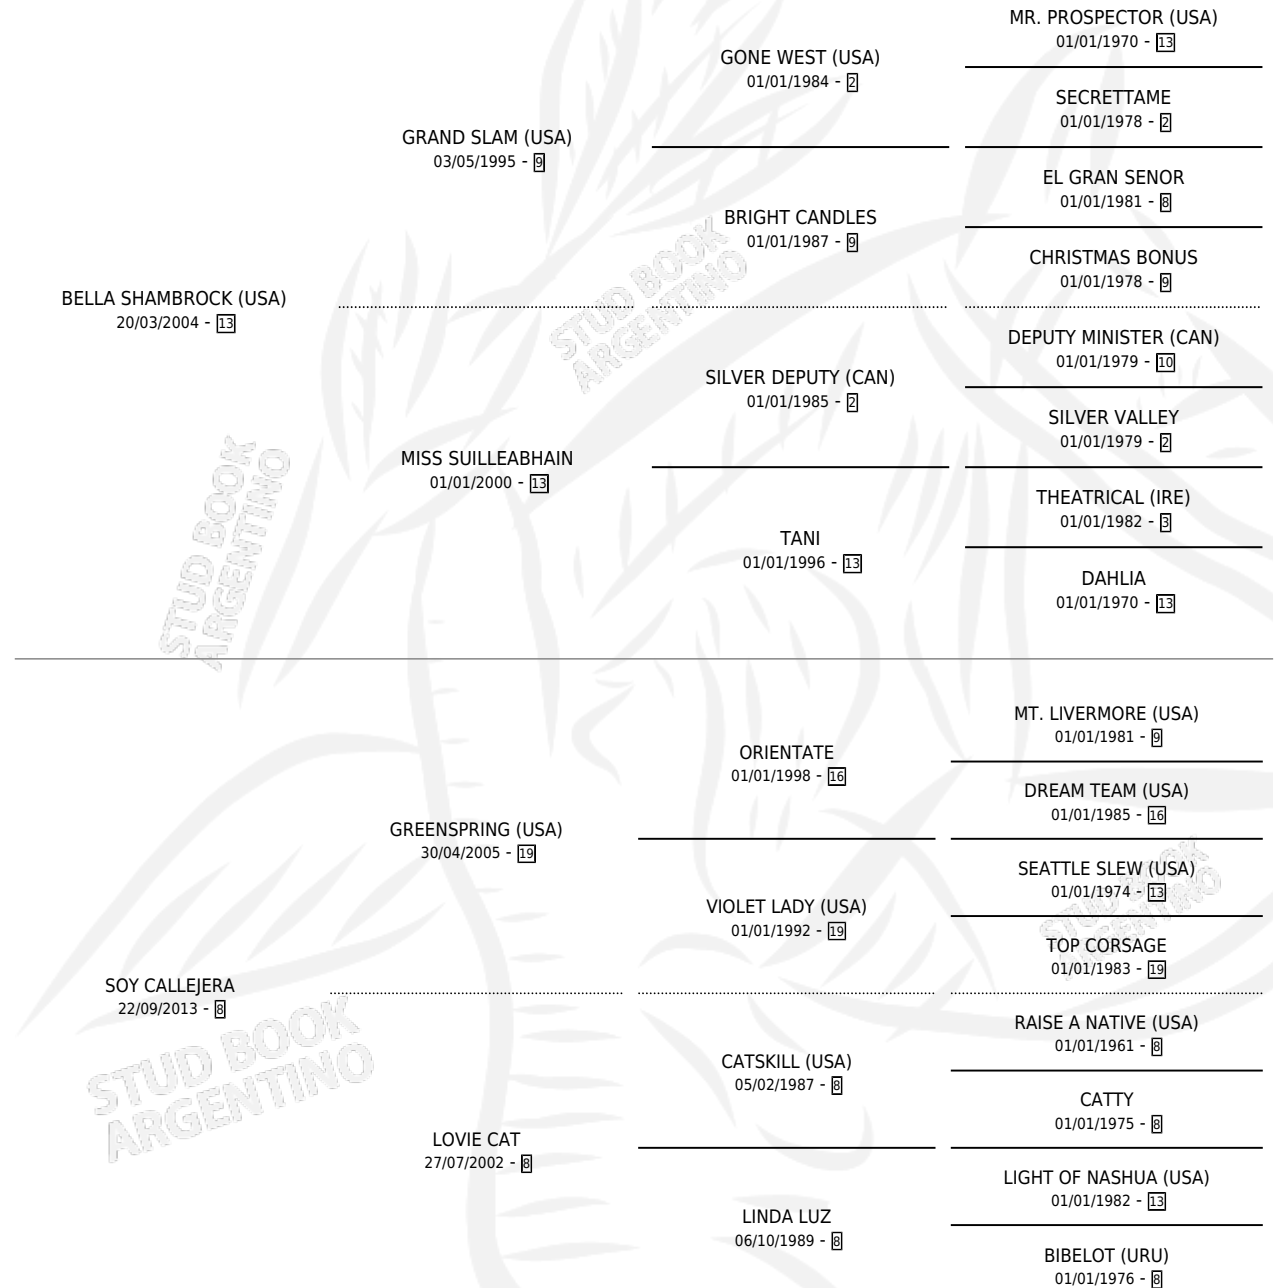 MR. PROSPECTOR (USA)
01/01/1970 - 13
GONE WEST (USA)
01/01/1984 - 2
SECRETTAME
01/01/1978 - 2
GRAND SLAM (USA)
03/05/1995 - 9
EL GRAN SENOR
01/01/1981 - 8
BRIGHT CANDLES
01/01/1987 - 9
CHRISTMAS BONUS
01/01/1978 - 9
BELLA SHAMBROCK (USA)
20/03/2004 - 13
STUD BOOK
ARGENTINO
DEPUTY MINISTER (CAN)
01/01/1979 - 10
SILVER DEPUTY (CAN)
01/01/1985 - 2
SILVER VALLEY
01/01/1979 - 2
MISS SUILLEABHAIN
01/01/2000 - 13
THEATRICAL (IRE)
01/01/1982 - 3
TANI
01/01/1996 - 13
DAHLIA
01/01/1970 - 13
STUD BOOK
ARGENTINO
MT. LIVERMORE (USA)
01/01/1981 - 9
ORIENTATE
01/01/1998 - 16
DREAM TEAM (USA)
01/01/1985 - 16
GREENSPRING (USA)
30/04/2005 - 19
SEATTLE SLEW (USA)
01/01/1974 - 13
VIOLET LADY (USA)
01/01/1992 - 19
STUD BOOK
ARGENTINO
TOP CORSAGE
01/01/1983 - 19
SOY CALLEJERA
22/09/2013 - 8
RAISE A NATIVE (USA)
01/01/1961 - 8
STUD BOOK
ARGENTINO
CATSKILL (USA)
05/02/1987 - 8
CATTY
01/01/1975 - 8
LOVIE CAT
27/07/2002 - 8
LIGHT OF NASHUA (USA)
01/01/1982 - 13
LINDA LUZ
06/10/1989 - 8
BIBELOT (URU)
01/01/1976 - 8